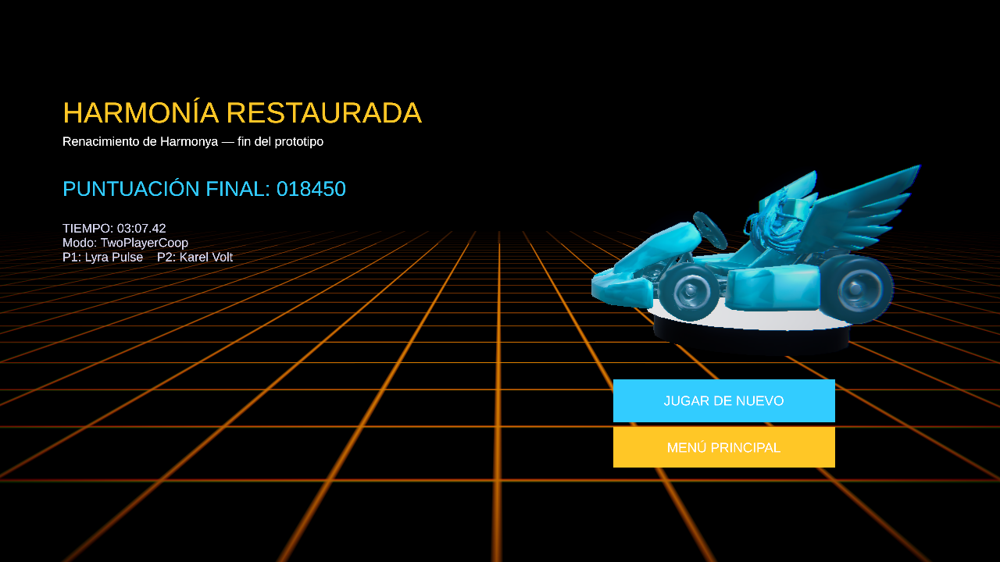 HARMONÍA RESTAURADA
Renacimiento de Harmonya — fin del prototipo
PUNTUACIÓN FINAL: 018450
TIEMPO: 03:07.42
Modo: TwoPlayerCoop
P1: Lyra Pulse    P2: Karel Volt
JUGAR DE NUEVO
MENÚ PRINCIPAL